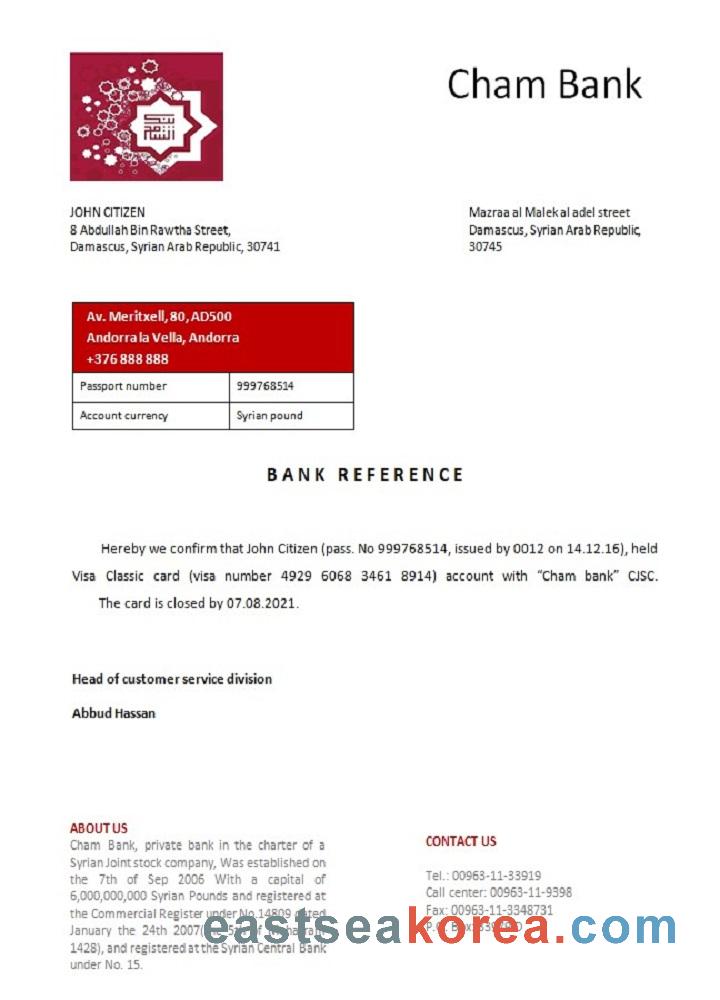 Cham Bank
JOHN CITIZEN
8 Abdullah Bin Rawtha Street,
Damascus, Syrian Arab Republic, 30741
Mazraa al Malek al adel street
Damascus, Syrian Arab Republic,
30745
Av. Meritxell, 80, AD500
Andorra la Vella, Andorra
+376 888 888
Passport number 999768514
Account currency Syrian pound
BANK REFERENCE
Hereby we confirm that John Citizen (pass. No 999768514, issued by 0012 on 14.12.16), held
Visa Classic card (visa number 4929 6068 3461 8914) account with “Cham bank” CJSC.
The card is closed by 07.08.2021.
Head of customer service division
Abbud Hassan
ABOUT US
Cham Bank, private bank in the charter of a
Syrian Joint stock company, Was established on
the 7th of Sep 2006 With a capital of
6,000,000,000 Syrian Pounds and registered at
the Commercial Register under No.14809 dated
January the 24th 2007
1428), and registered at the Syrian Central Bank
under No. 15.
CONTACT US
Tel.: 00963-11-33919
Call center: 00963-11-9398
Fax: 00963-11-3348731
P.O. Box:
eastseakorea.com